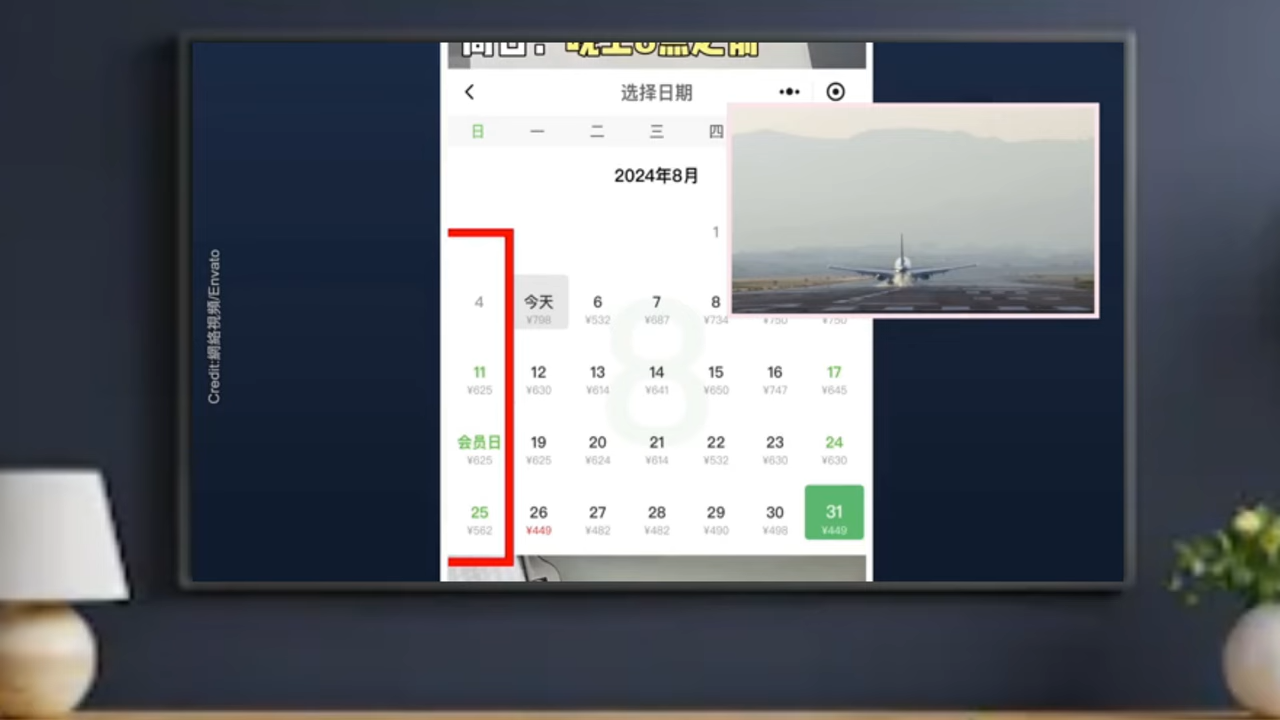 选择日期
日 一 二 三 四
2024年8月
1
4 今天 6 7 8
¥798 ¥532 ¥687 ¥734 ¥750 ¥750
11 12 13 14 15 16 17
¥625 ¥630 ¥614 ¥641 ¥650 ¥747 ¥645
会员日 19 20 21 22 23 24
¥625 ¥625 ¥624 ¥614 ¥532 ¥630 ¥630
25 26 27 28 29 30 31
¥562 ¥449 ¥482 ¥482 ¥490 ¥498 ¥449
8
Credit:網絡視頻/Envato